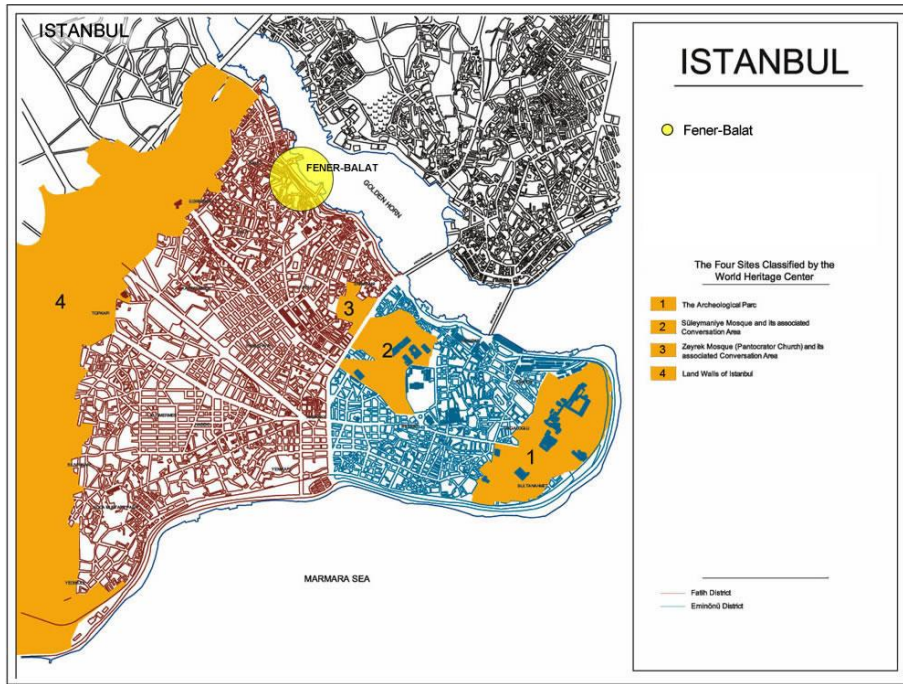 ISTANBUL
FENER-BALAT
GOLDEN HORN
4
TOPKAPI
3
2
1
SULTANAHMET
MARMARA SEA
ISTANBUL
Fener-Balat
The Four Sites Classified by the
World Heritage Center
1 The Archeological Parc
2 Süleymaniye Mosque and its associated
Conversation Area
3 Zeyrek Mosque (Pantocrator Church) and its
associated Conversation Area
4 Land Walls of Istanbul
Fatih District
Eminönü District